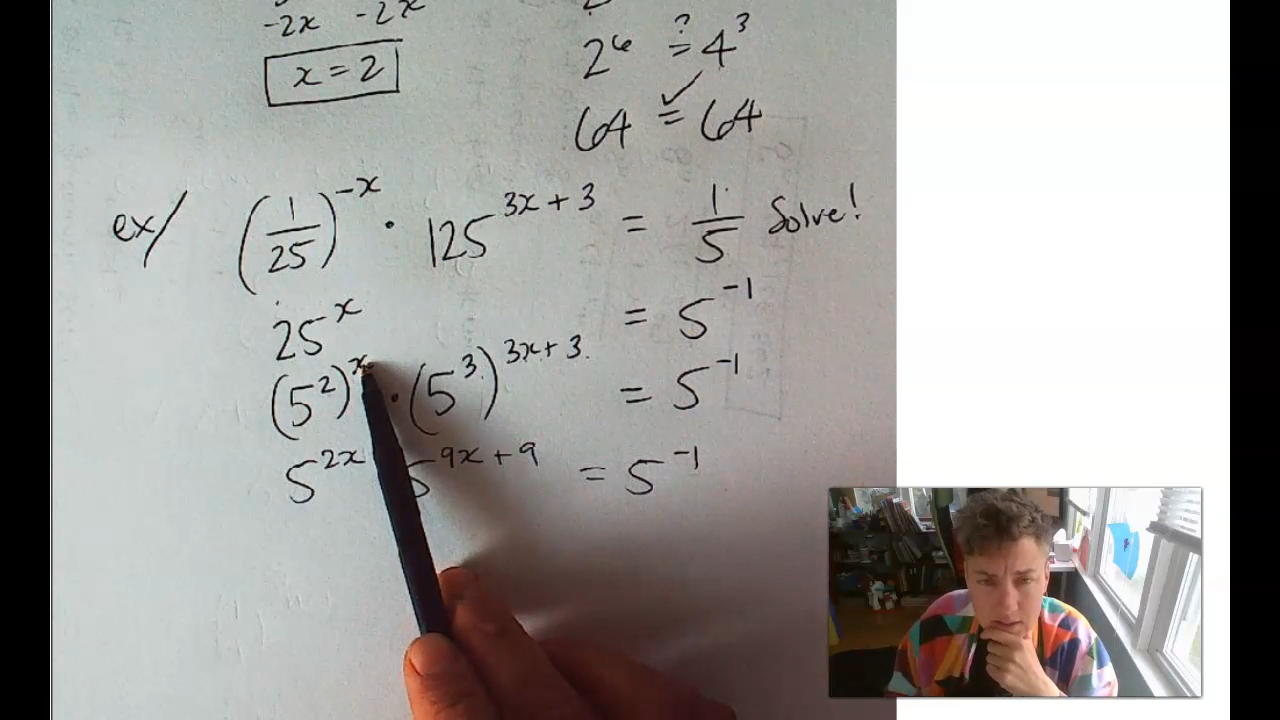 -2x -2x
x = 2
2^6 ?= 4^3
64 = 64
ex/ (1/25)^-x · 125^3x+3 = 1/5 Solve!
25^x = 5^-1
(5^2)^x · (5^3)^3x+3 = 5^-1
5^2x 5^9x+9 = 5^-1